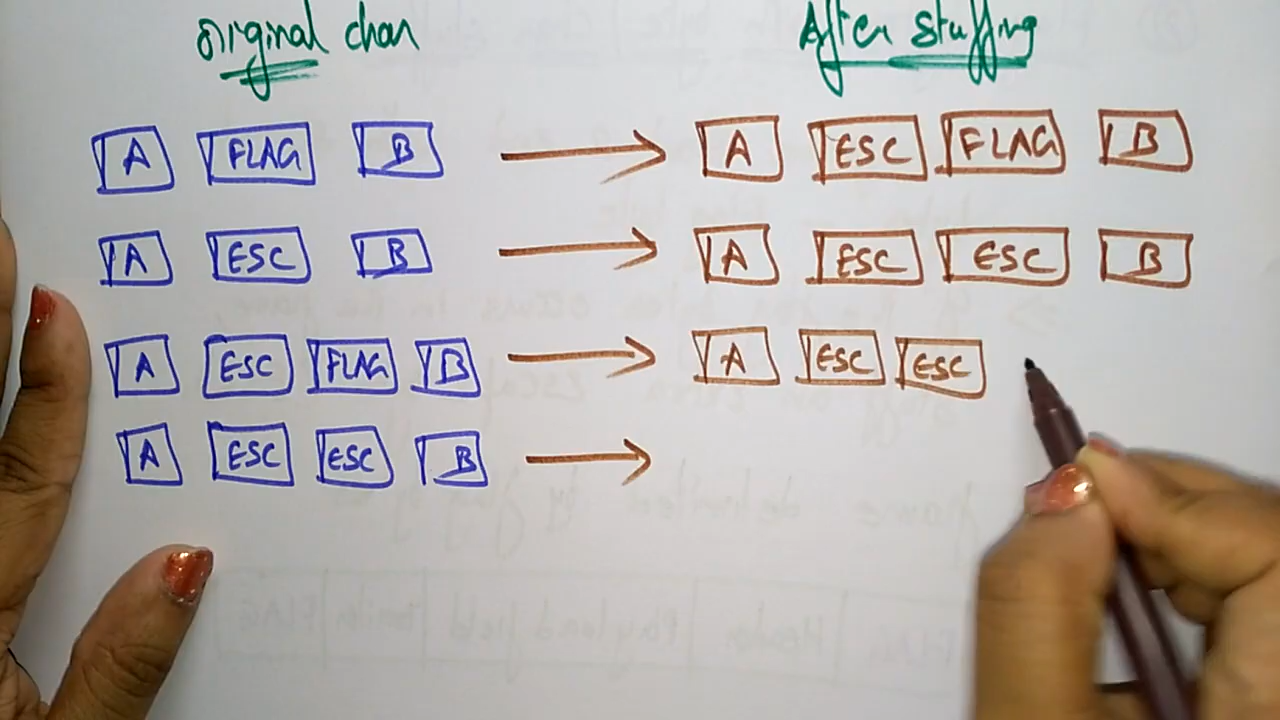 original char After stuffing
A FLAG B A ESC FLAG B
A ESC B A ESC ESC B
A ESC FLAG B A ESC ESC
A ESC ESC B